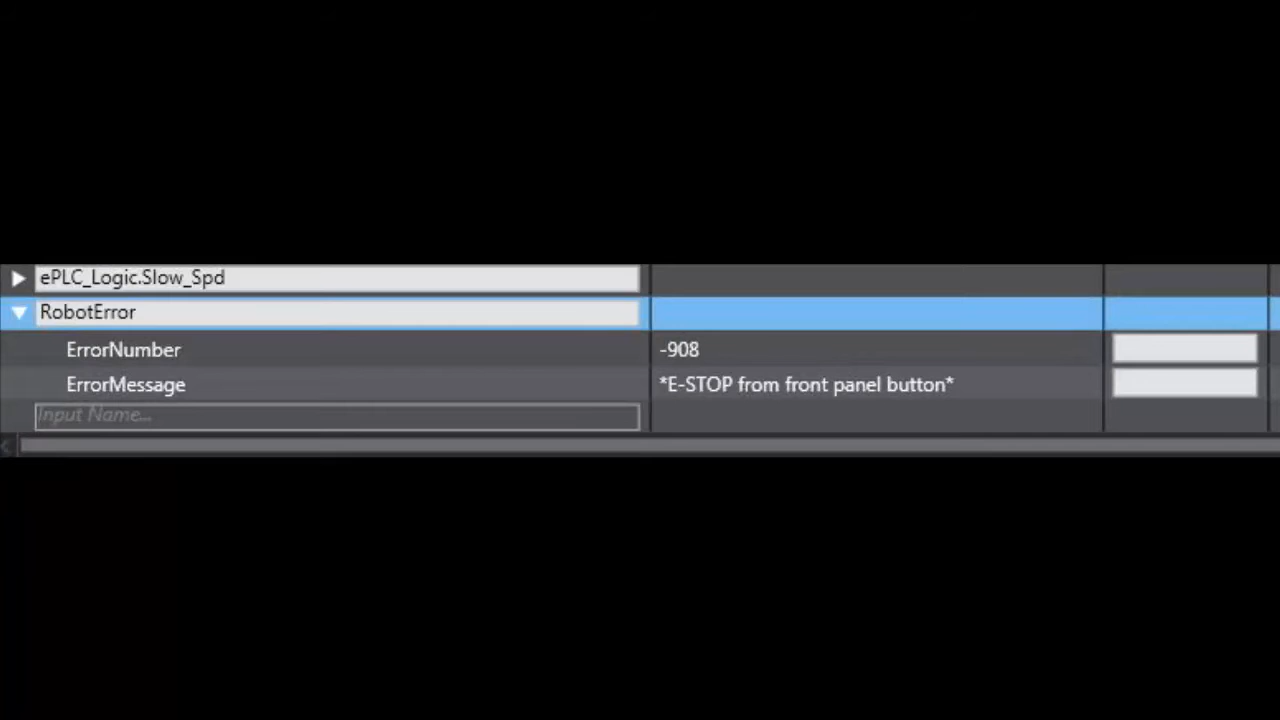 ePLC_Logic.Slow_Spd
RobotError
ErrorNumber -908
ErrorMessage *E-STOP from front panel button*
Input Name...